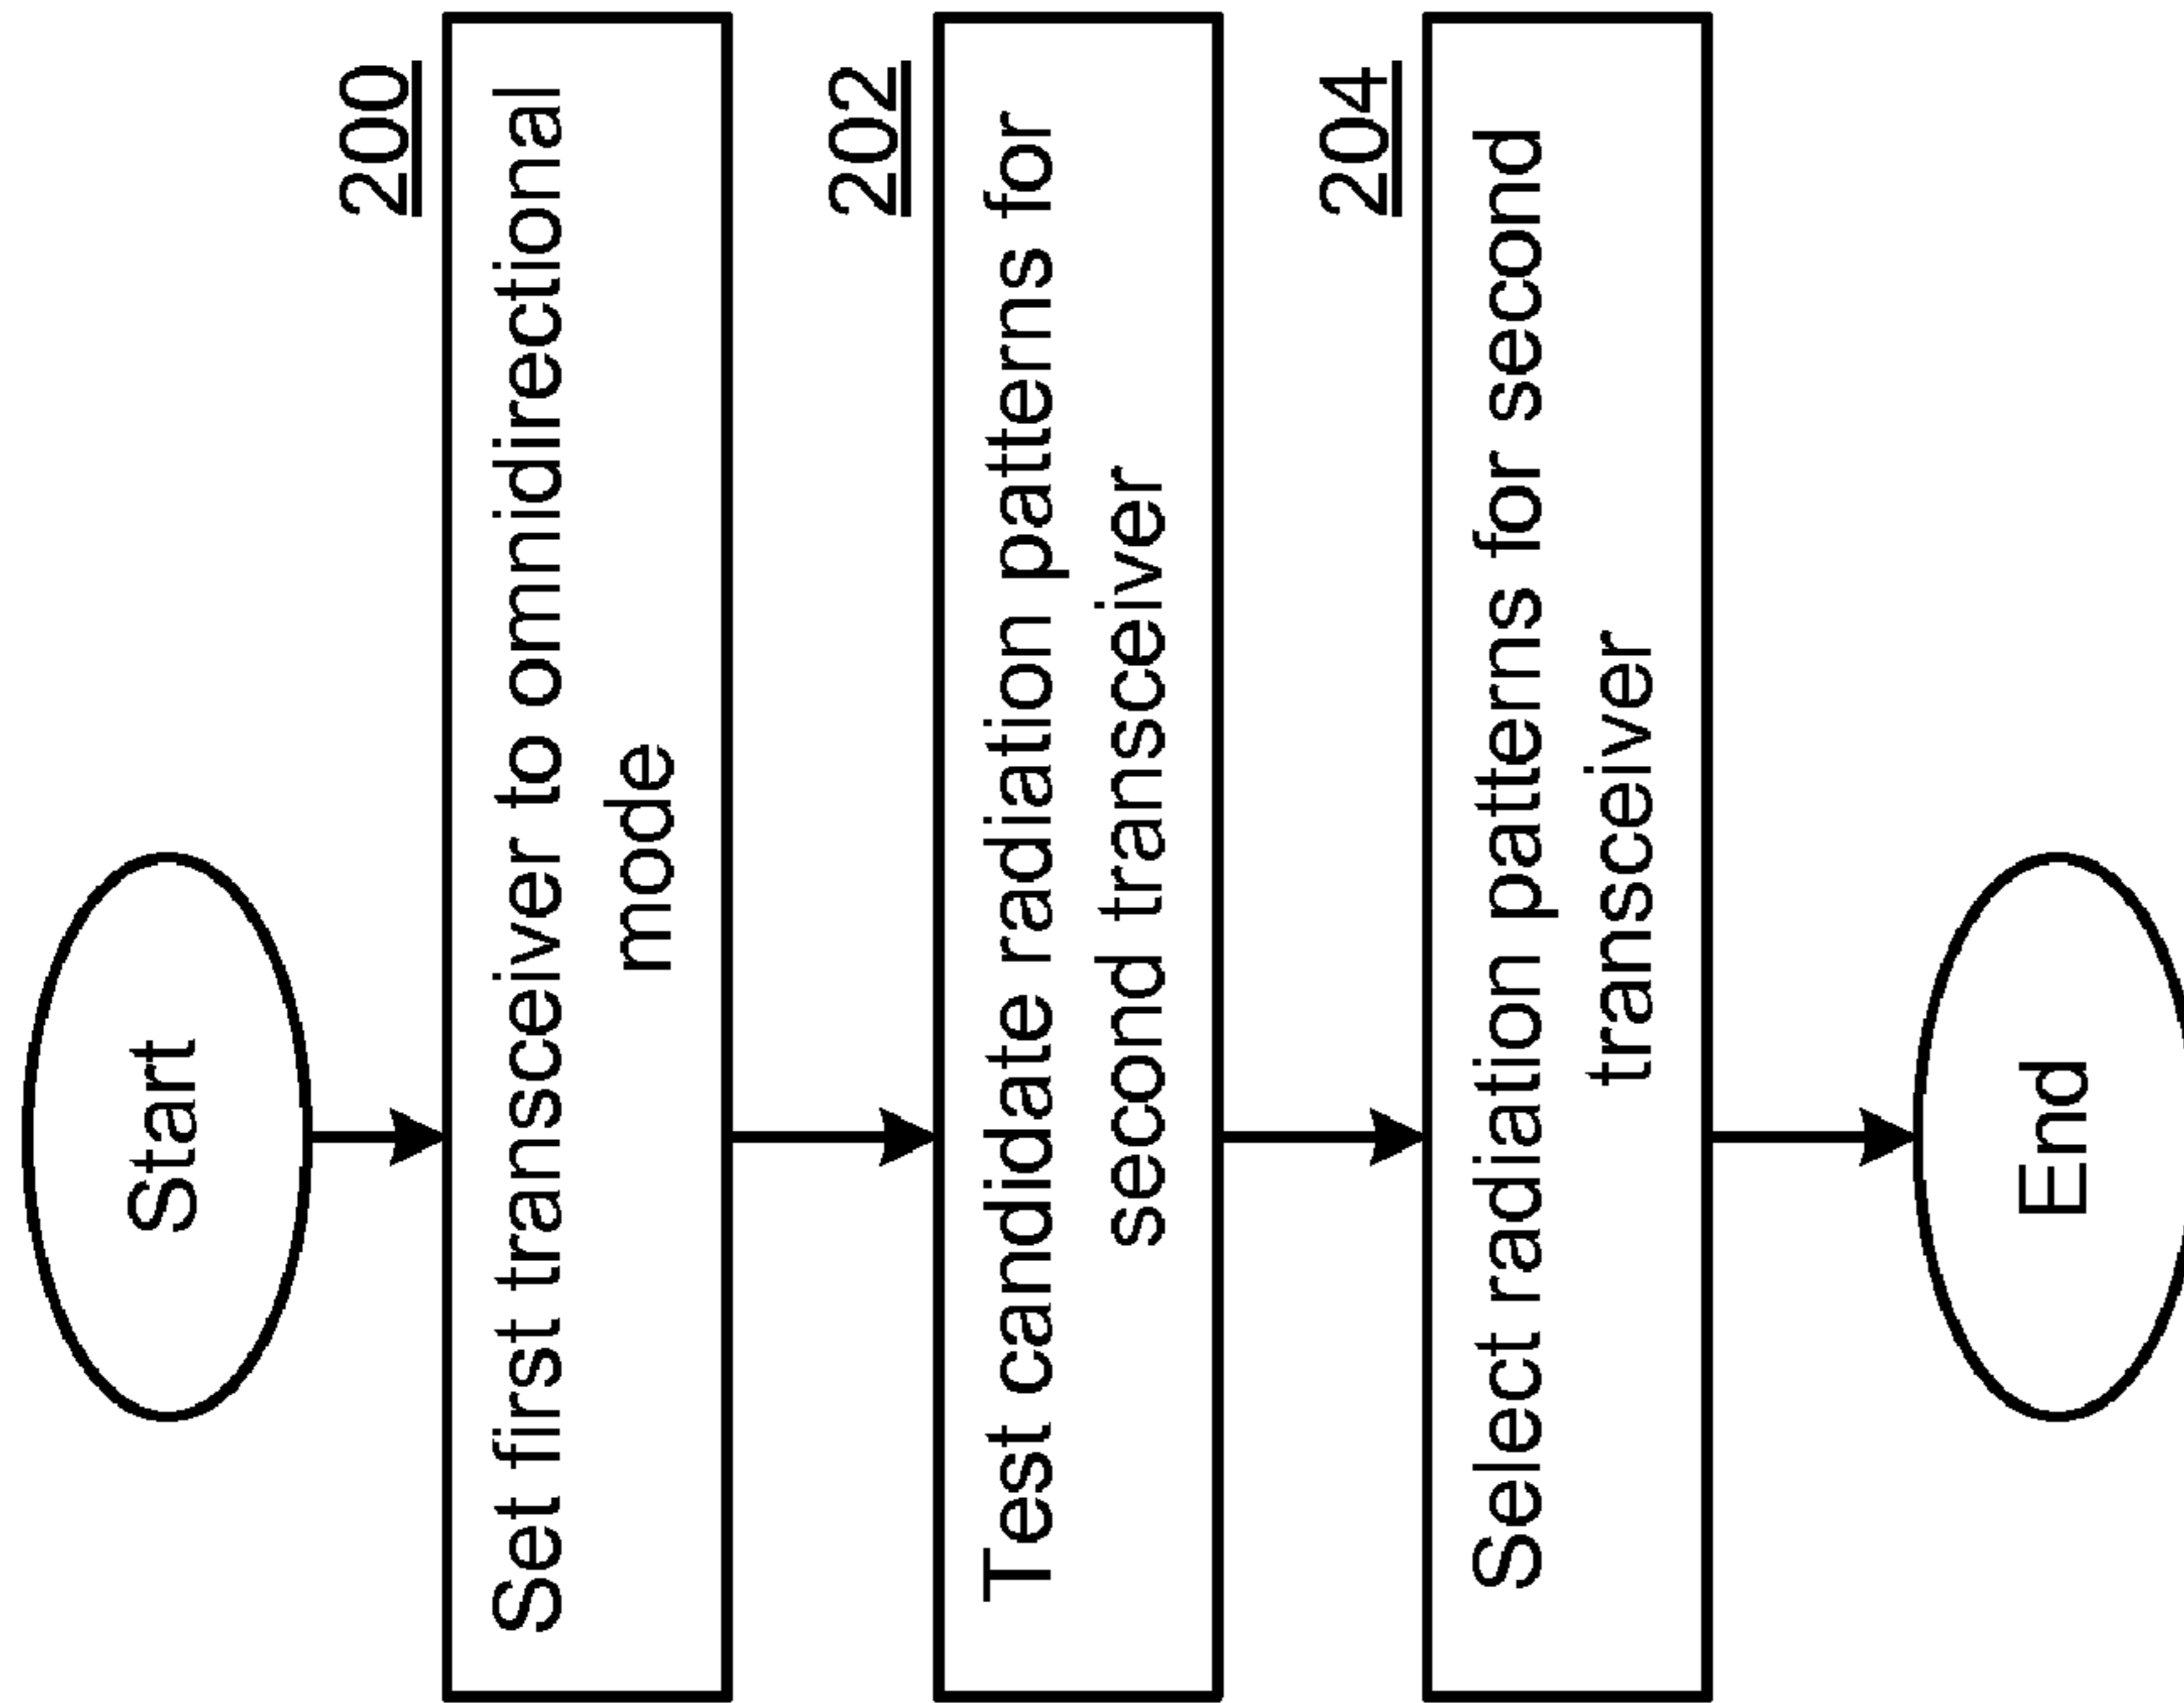 Start
200
Set first transceiver to omnidirectional
mode
202
Test candidate radiation patterns for
second transceiver
204
Select radiation patterns for second
transceiver
End